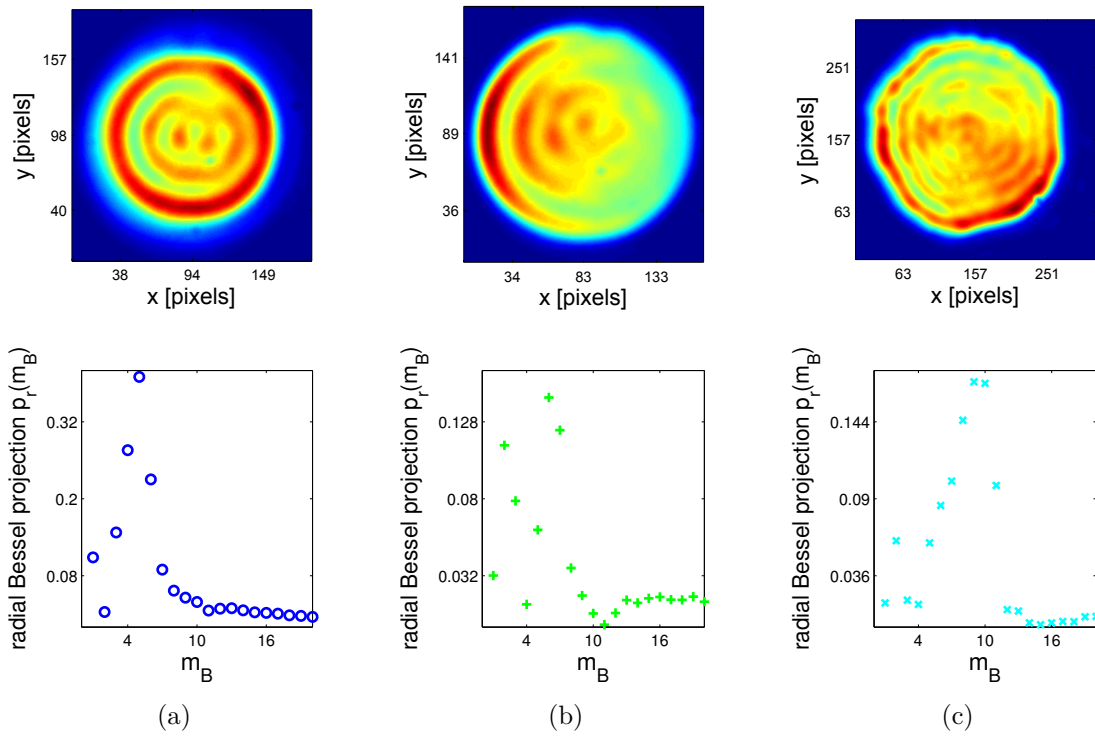 y [pixels]
157
98
40
38 94 149
x [pixels]
y [pixels]
141
89
36
34 83 133
x [pixels]
y [pixels]
251
157
63
63 157 251
x [pixels]
radial Bessel projection p_r(m_B)
0.32
0.2
0.08
4 10 16
m_B
(a)
radial Bessel projection p_r(m_B)
0.128
0.08
0.032
4 10 16
m_B
(b)
radial Bessel projection p_r(m_B)
0.144
0.09
0.036
4 10 16
m_B
(c)